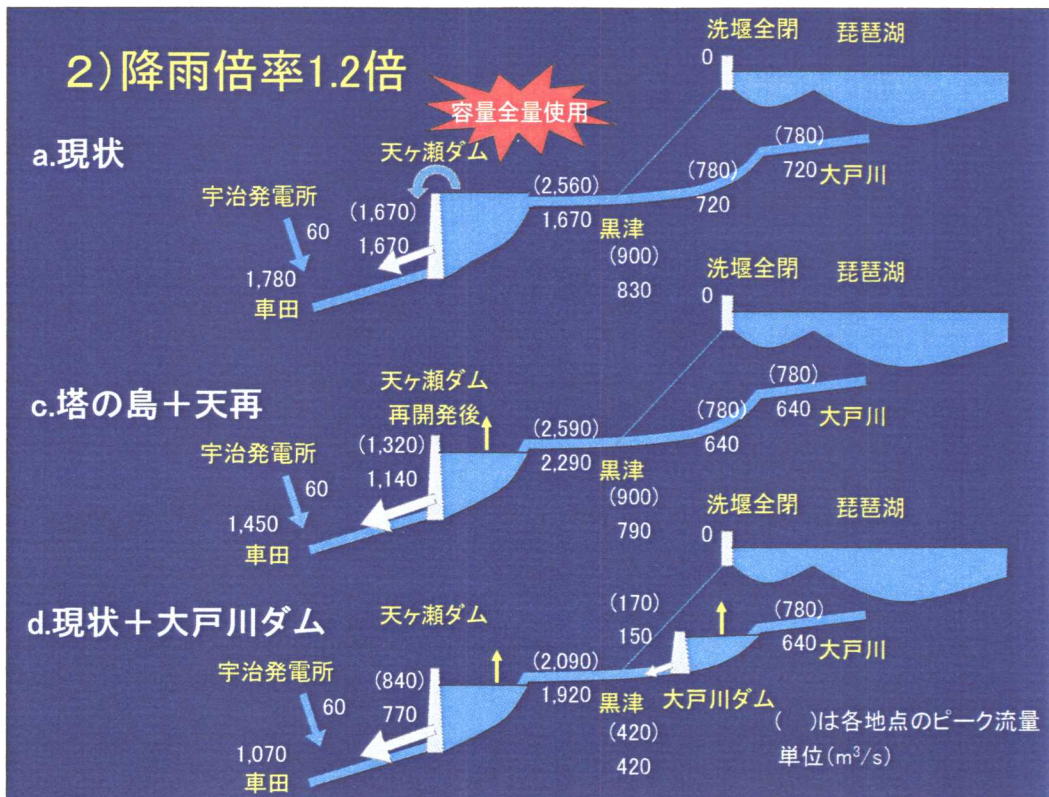 2)降雨倍率1.2倍
洗堰全閉 琵琶湖
0
容量全量使用
a.現状
天ヶ瀬ダム
(780)
720 大戸川
宇治発電所
60
(1,670)
1,670
(2,560)
1,670
(780)
720
黒津
(900)
830
1,780
車田
洗堰全閉 琵琶湖
0
c.塔の島+天再
天ヶ瀬ダム
再開発後
(780)
640 大戸川
宇治発電所
60
(1,320)
1,140
(2,590)
2,290
(780)
640
黒津
(900)
790
1,450
車田
洗堰全閉 琵琶湖
0
d.現状+大戸川ダム
天ヶ瀬ダム
(170)
150
(780)
640 大戸川
宇治発電所
60
(840)
770
(2,090)
1,920
黒津
(420)
420
大戸川ダム
1,070
車田
( )は各地点のピーク流量
単位(m³/s)